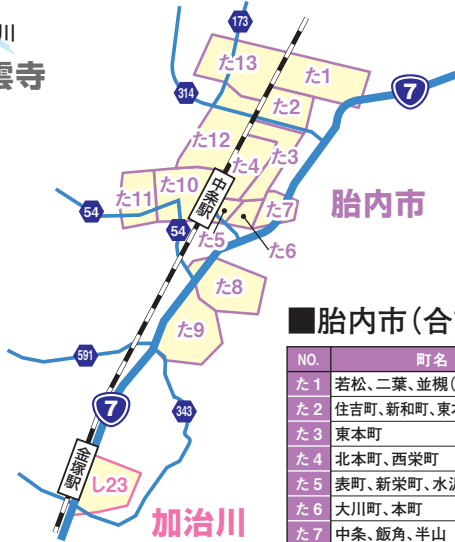 川
雲寺
173
た13
た1
7
314
た2
た12
た3
た4
中条駅
た10
た11
た7
胎内市
54
54
た5
た6
た8
た9
591
7
343
金塚駅
し23
加治川
■胎内市（合
NO. 町名
た1 若松、二葉、並槻（
た2 住吉町、新和町、東本
た3 東本町
た4 北本町、西栄町
た5 表町、新栄町、水沢
た6 大川町、本町
た7 中条、飯角、半山